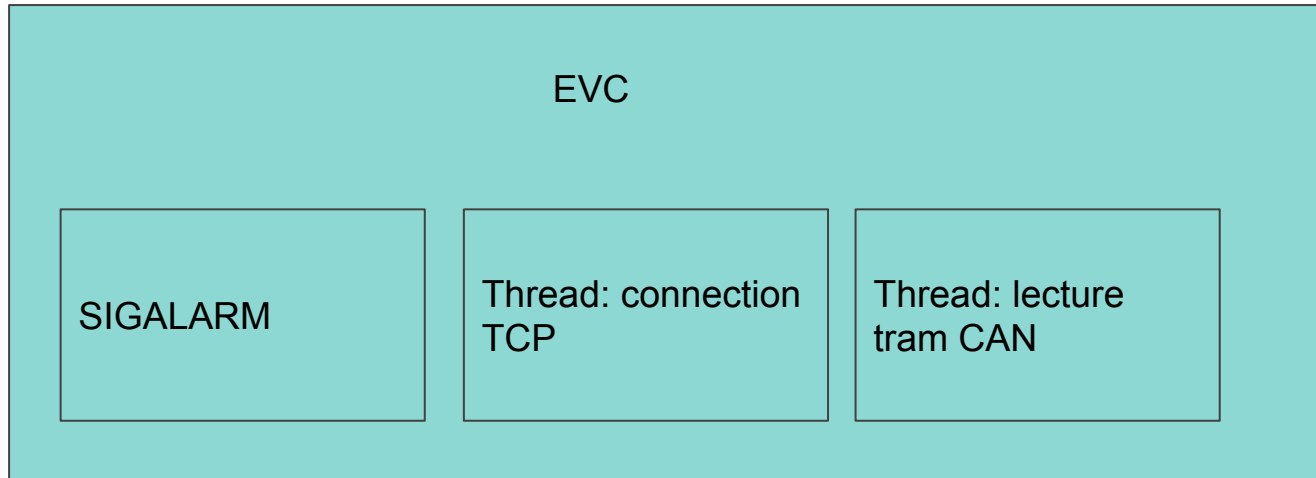 EVC
SIGALARM
Thread: connection
TCP
Thread: lecture
tram CAN